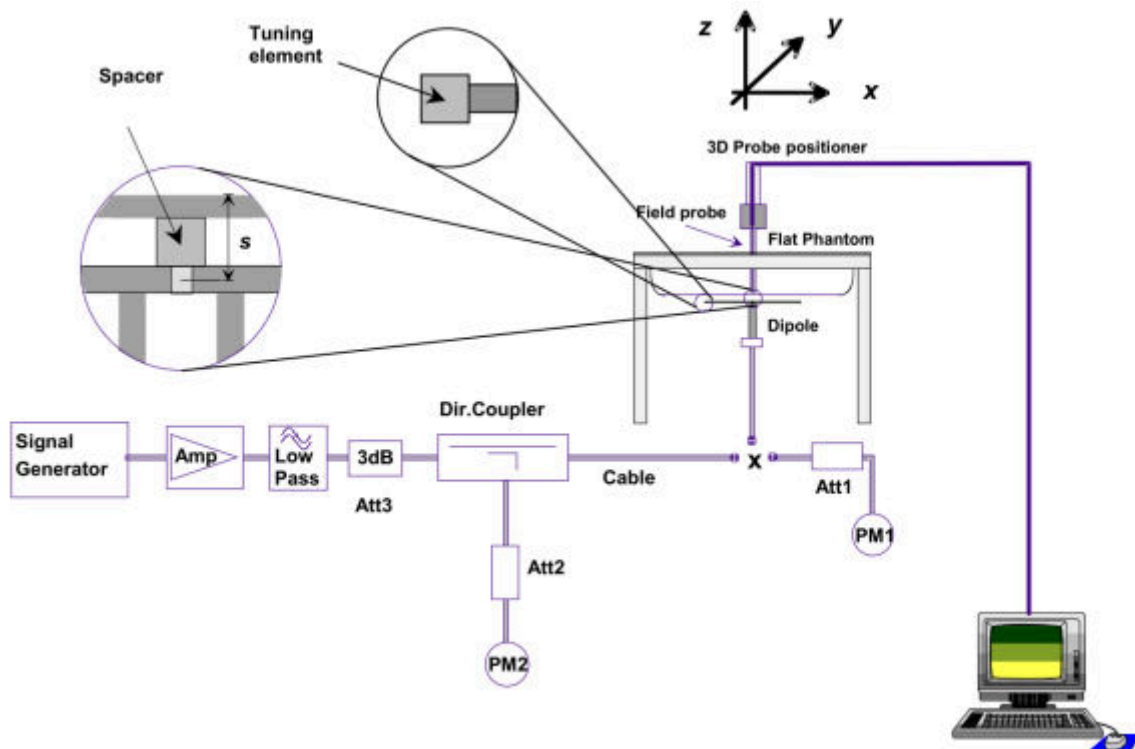 Tuning
element
Spacer
z
y
x
s
3D Probe positioner
Field probe
Flat Phantom
Dipole
Dir.Coupler
Signal
Generator
Amp
Low
Pass
3dB
Att3
Cable
x
Att1
PM1
Att2
PM2